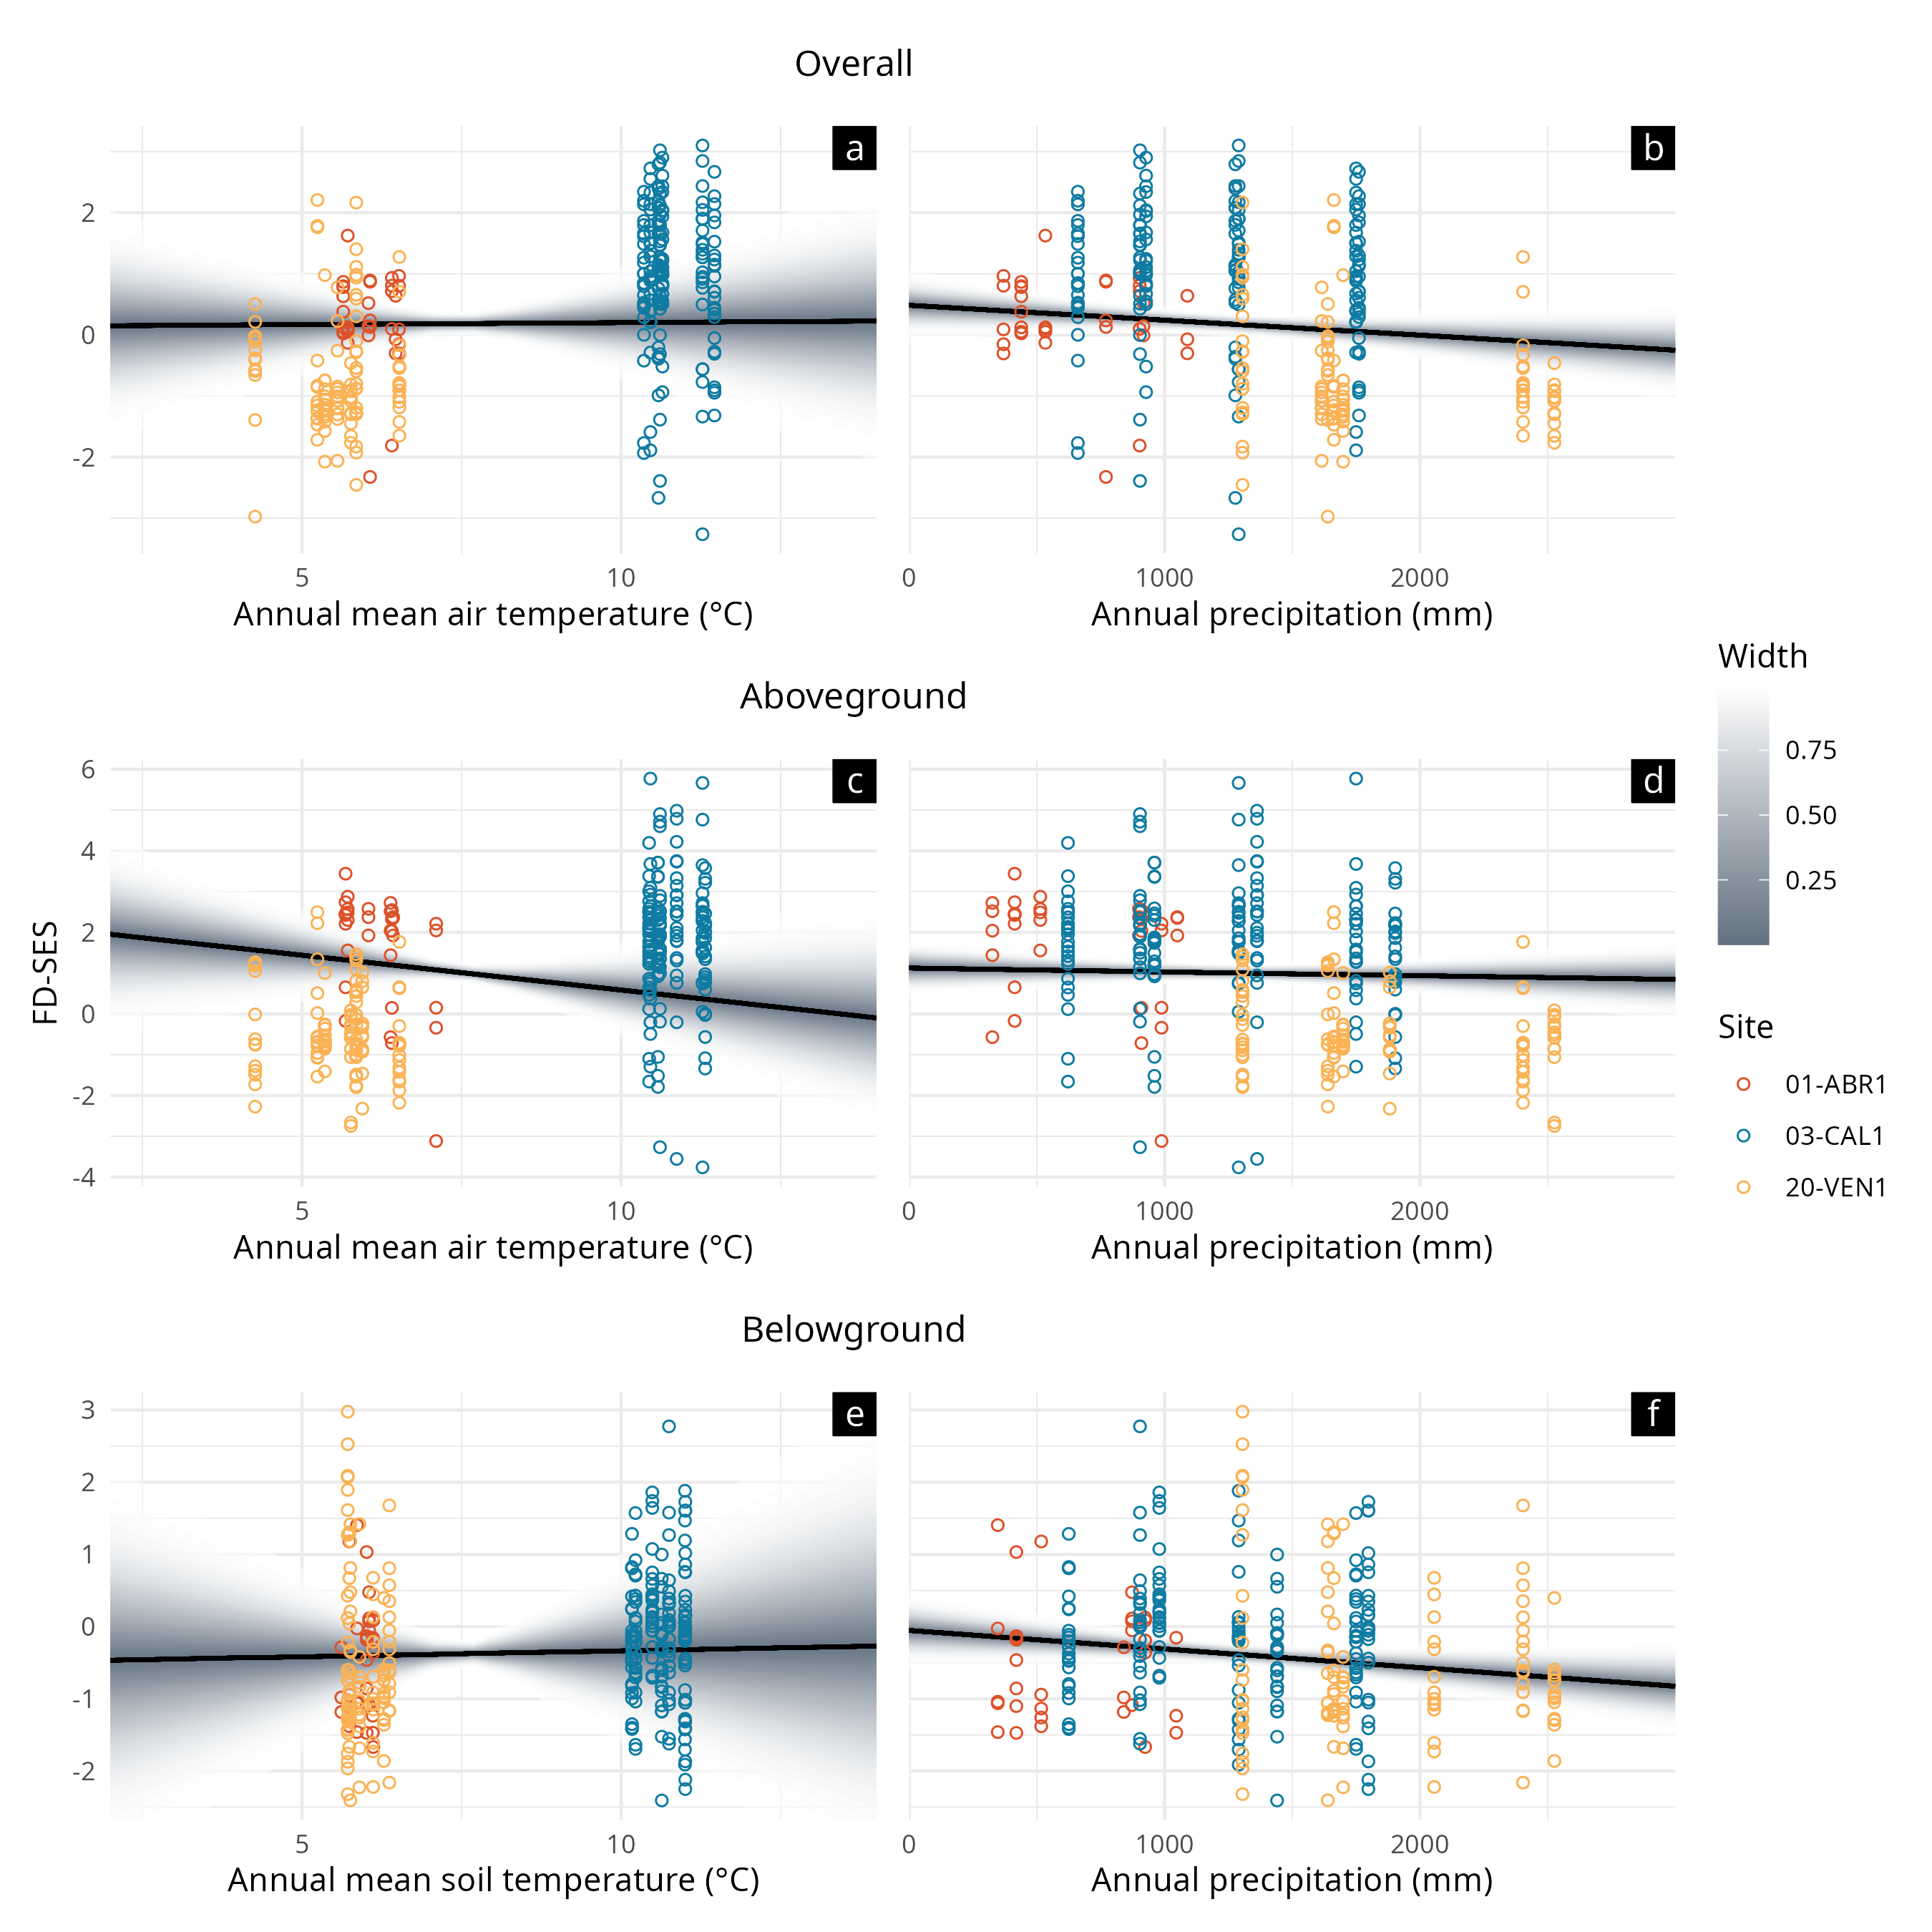 Overall
a
b
2
0
-2
5
10
0
1000
2000
Annual mean air temperature (°C)
Annual precipitation (mm)
Aboveground
c
d
6
4
2
0
-2
-4
5
10
0
1000
2000
Annual mean air temperature (°C)
Annual precipitation (mm)
FD-SES
Belowground
e
f
3
2
1
0
-1
-2
5
10
0
1000
2000
Annual mean soil temperature (°C)
Annual precipitation (mm)
Width
0.75
0.50
0.25
Site
01-ABR1
03-CAL1
20-VEN1